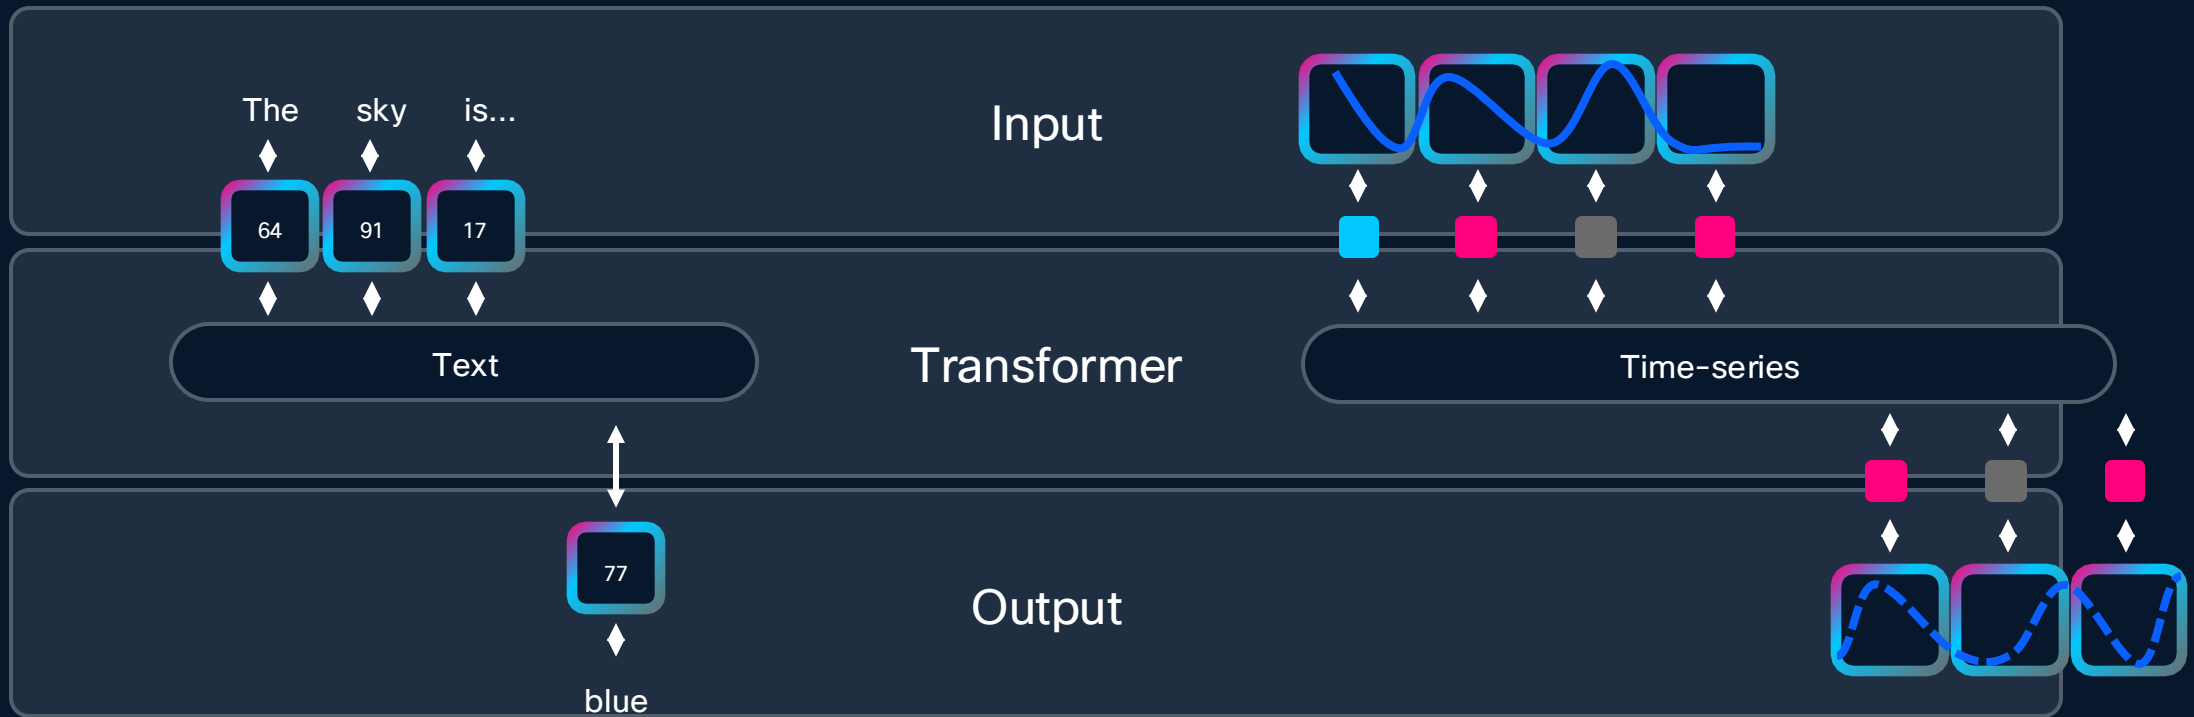 The sky is...
Input
64 91 17
Text
Transformer
Time-series
77
Output
blue